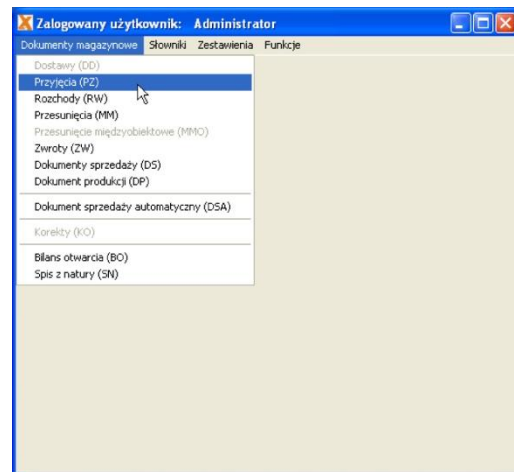 Zalogowany użytkownik: Administrator
Dokumenty magazynowe Słowniki Zestawienia Funkcje
Dostawy (DD)
Przyjęcia (PZ)
Rozchody (RW)
Przesunięcia (MM)
Przesunięcie międzyobiektowe (MMO)
Zwroty (ZW)
Dokumenty sprzedaży (DS)
Dokument produkcji (DP)
Dokument sprzedaży automatyczny (DSA)
Korekty (KO)
Bilans otwarcia (BO)
Spis z natury (SN)